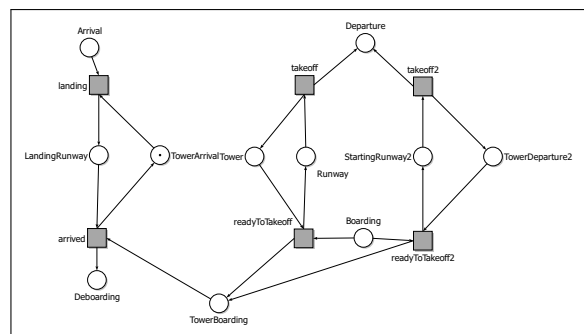 Departure
Arrival
takeoff
takeoff2
landing
LandingRunway
TowerArrival
Tower
StartingRunway2
TowerDeparture2
Runway
readyToTakeoff
Boarding
arrived
readyToTakeoff2
Deboarding
TowerBoarding